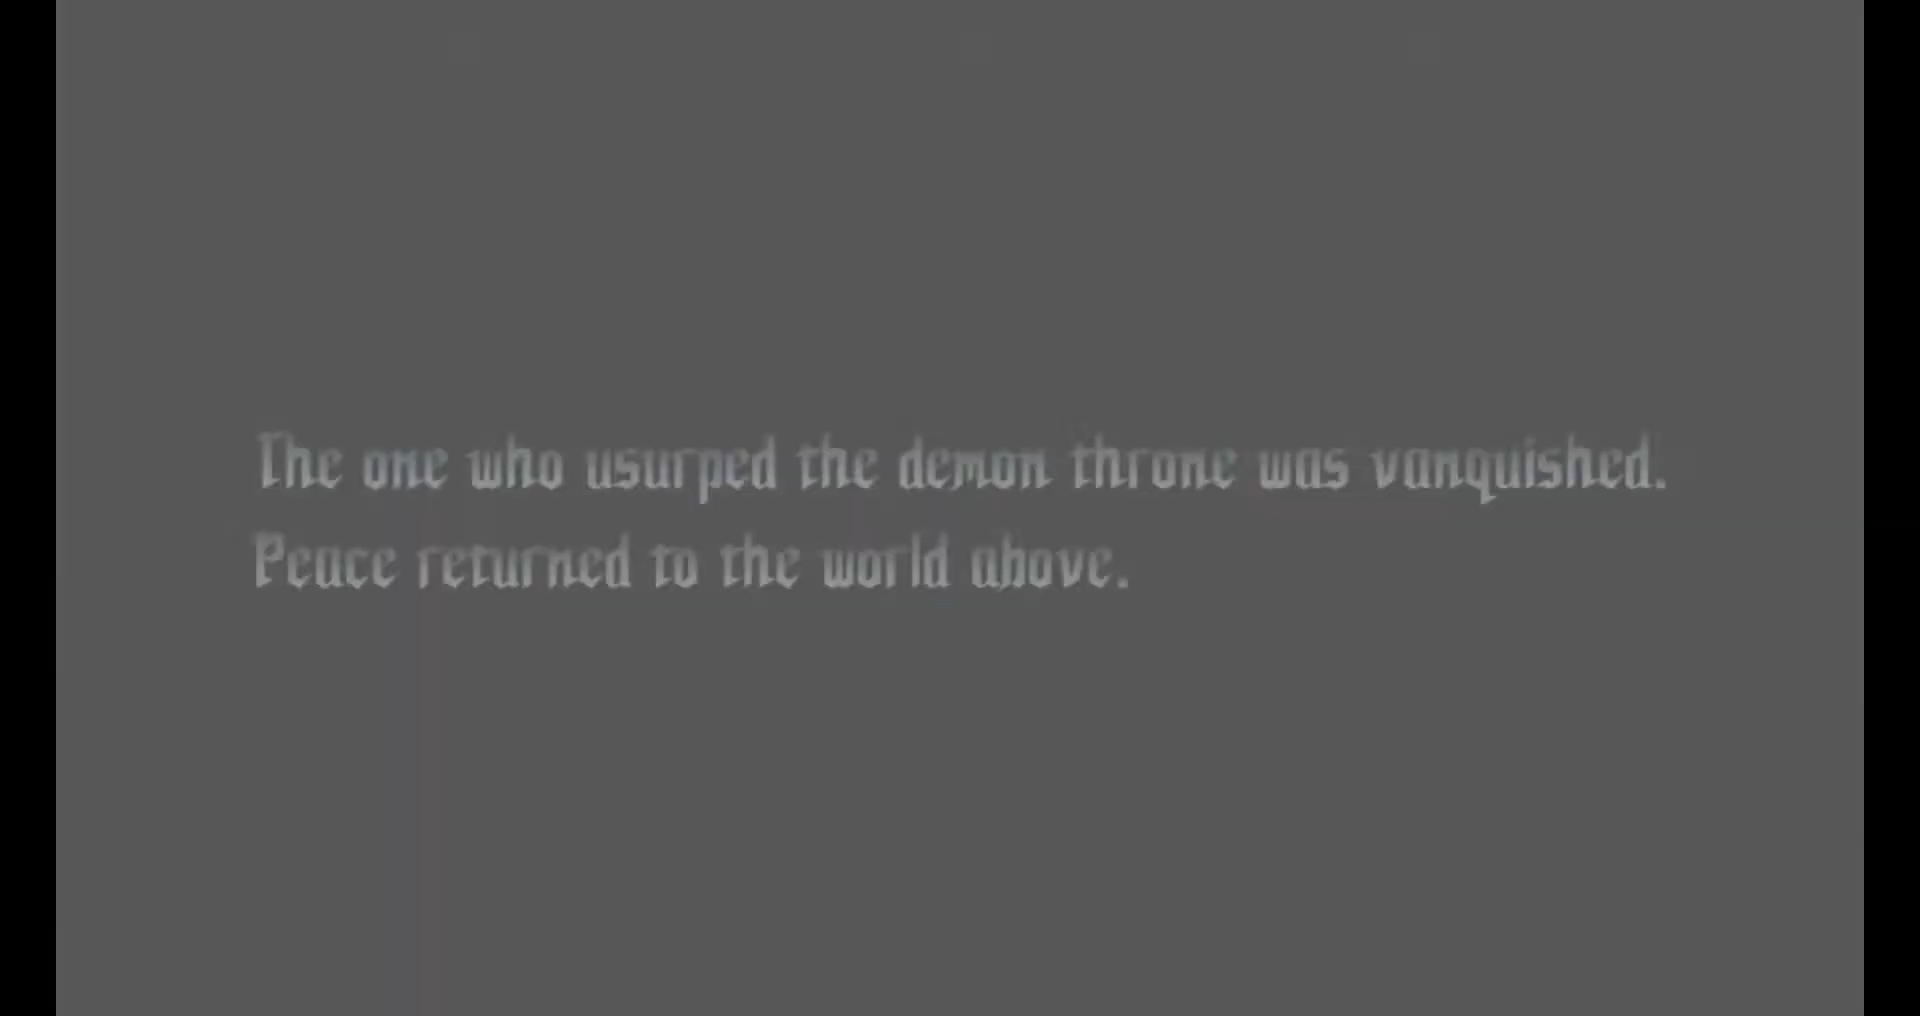 The one who usurped the demon throne was vanquished.
Peace returned to the world above.